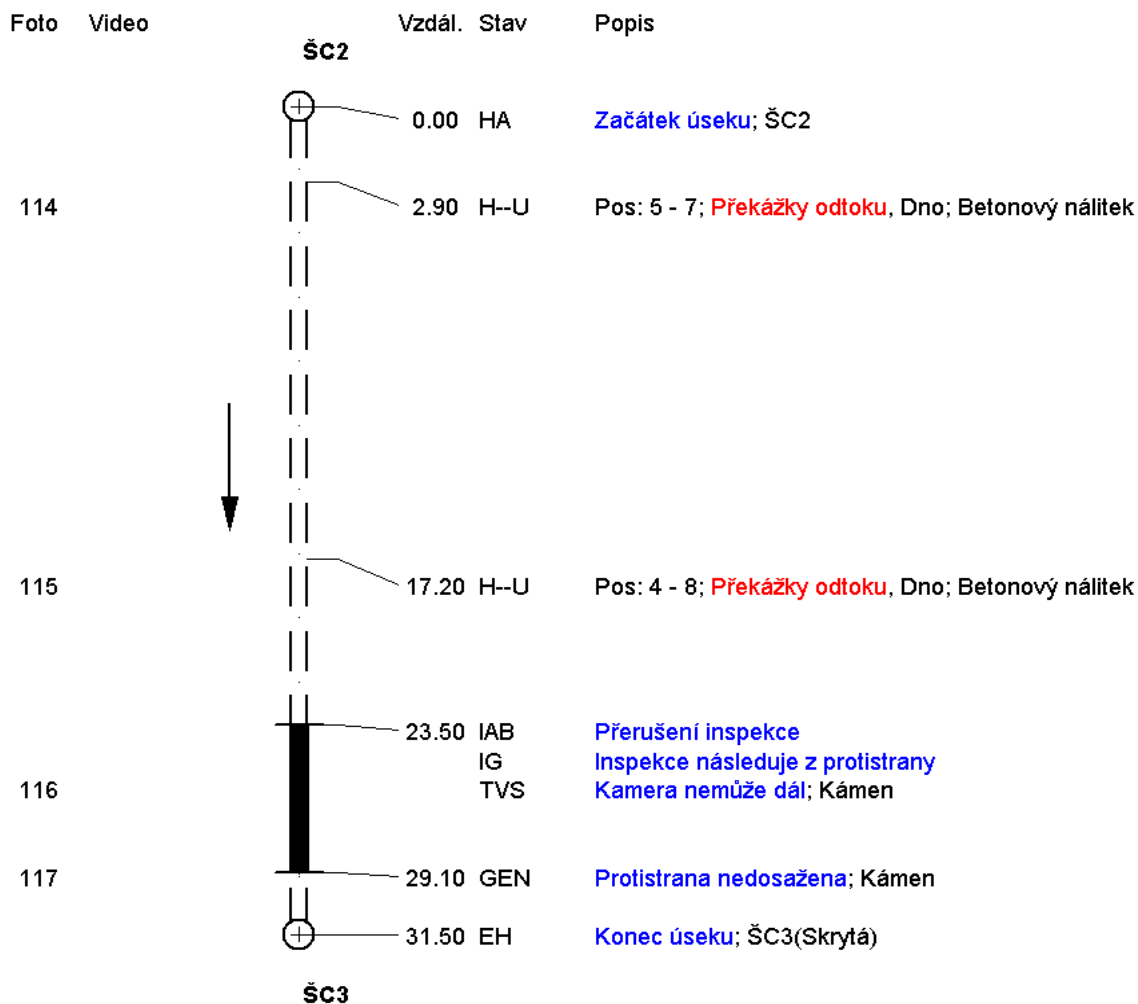 Foto Video Vzdál. Stav Popis
ŠC2
0.00 HA Začátek úseku; ŠC2
114 2.90 H--U Pos: 5 - 7; Překážky odtoku, Dno; Betonový nálitek
115 17.20 H--U Pos: 4 - 8; Překážky odtoku, Dno; Betonový nálitek
23.50 IAB Přerušení inspekce
IG Inspekce následuje z protistrany
116 TVS Kamera nemůže dál; Kámen
117 29.10 GEN Protistrana nedosažena; Kámen
31.50 EH Konec úseku; ŠC3(Skrytá)
ŠC3